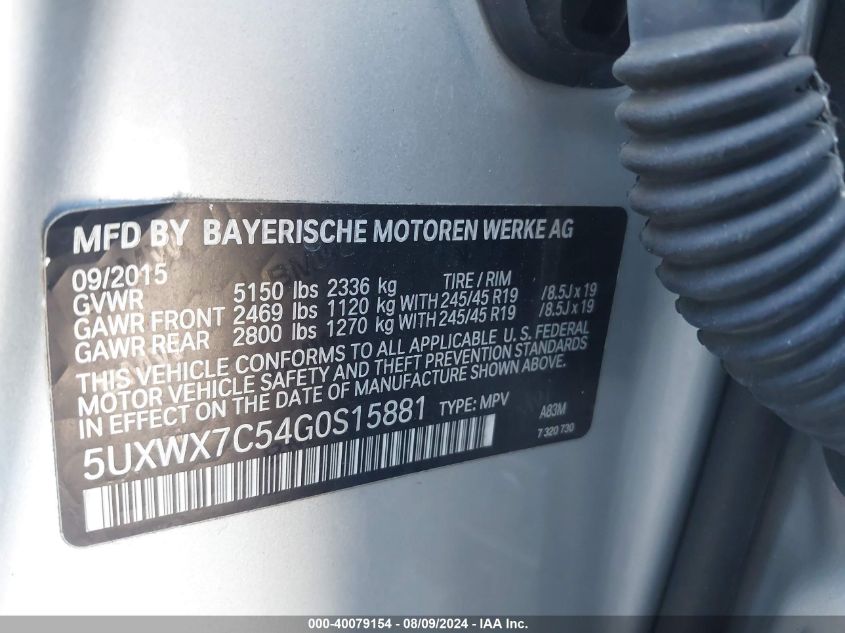 MFD BY BAYERISCHE MOTOREN WERKE AG
09/2015 TIRE / RIM
GVWR 5150 lbs 2336 kg
GAWR FRONT 2469 lbs 1120 kg WITH 245/45 R19 /8.5J x 19
GAWR REAR 2800 lbs 1270 kg WITH 245/45 R19 /8.5J x 19
THIS VEHICLE CONFORMS TO ALL APPLICABLE U.S. FEDERAL
MOTOR VEHICLE SAFETY AND THEFT PREVENTION STANDARDS
IN EFFECT ON THE DATE OF MANUFACTURE SHOWN ABOVE.
5UXWX7C54G0S15881 TYPE: MPV A83M
7 320 730
000-40079154 - 08/09/2024 - IAA Inc.